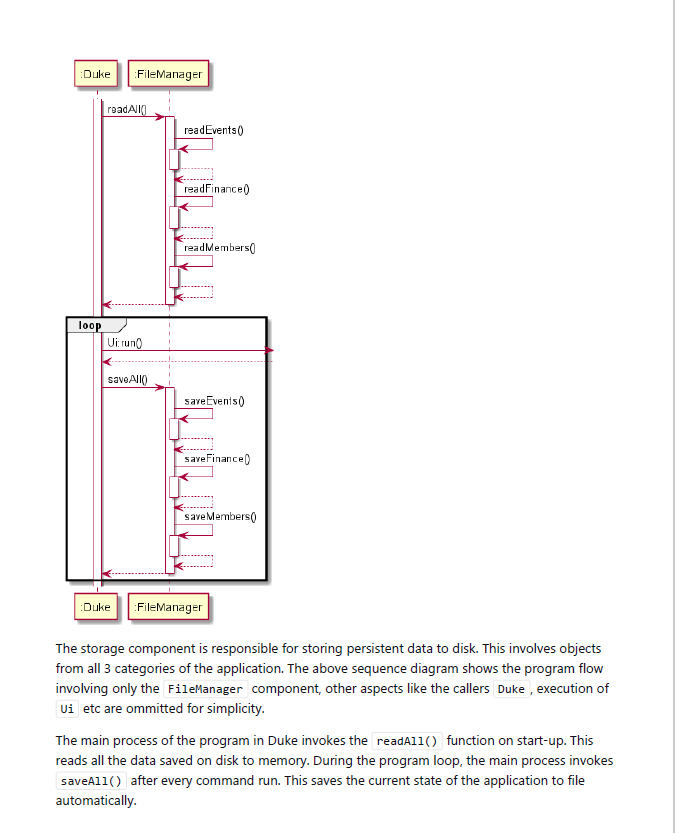 :Duke :FileManager
readAll()
readEvents()
readFinance()
readMembers()
loop
Ui:run()
saveAll()
saveEvents()
saveFinance()
saveMembers()
:Duke :FileManager
The storage component is responsible for storing persistent data to disk. This involves objects
from all 3 categories of the application. The above sequence diagram shows the program flow
involving only the FileManager component, other aspects like the callers Duke , execution of
Ui etc are ommitted for simplicity.
The main process of the program in Duke invokes the readAll() function on start-up. This
reads all the data saved on disk to memory. During the program loop, the main process invokes
saveAll() after every command run. This saves the current state of the application to file
automatically.